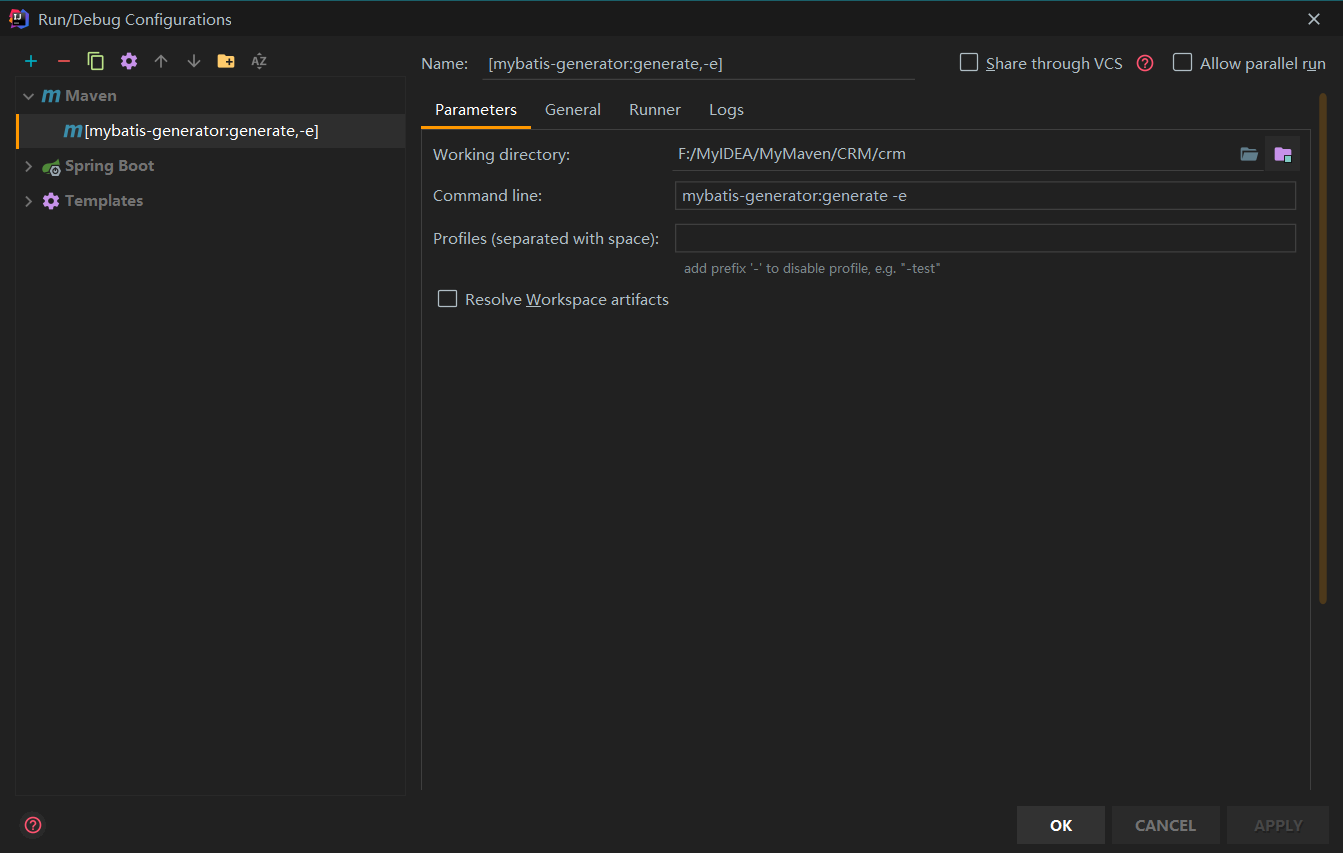 Run/Debug Configurations
Name: [mybatis-generator:generate,-e] Share through VCS Allow parallel run
Maven
[mybatis-generator:generate,-e]
Spring Boot
Templates
Parameters General Runner Logs
Working directory: F:/MyIDEA/MyMaven/CRM/crm
Command line: mybatis-generator:generate -e
Profiles (separated with space):
add prefix '-' to disable profile, e.g. "-test"
Resolve Workspace artifacts
OK CANCEL APPLY